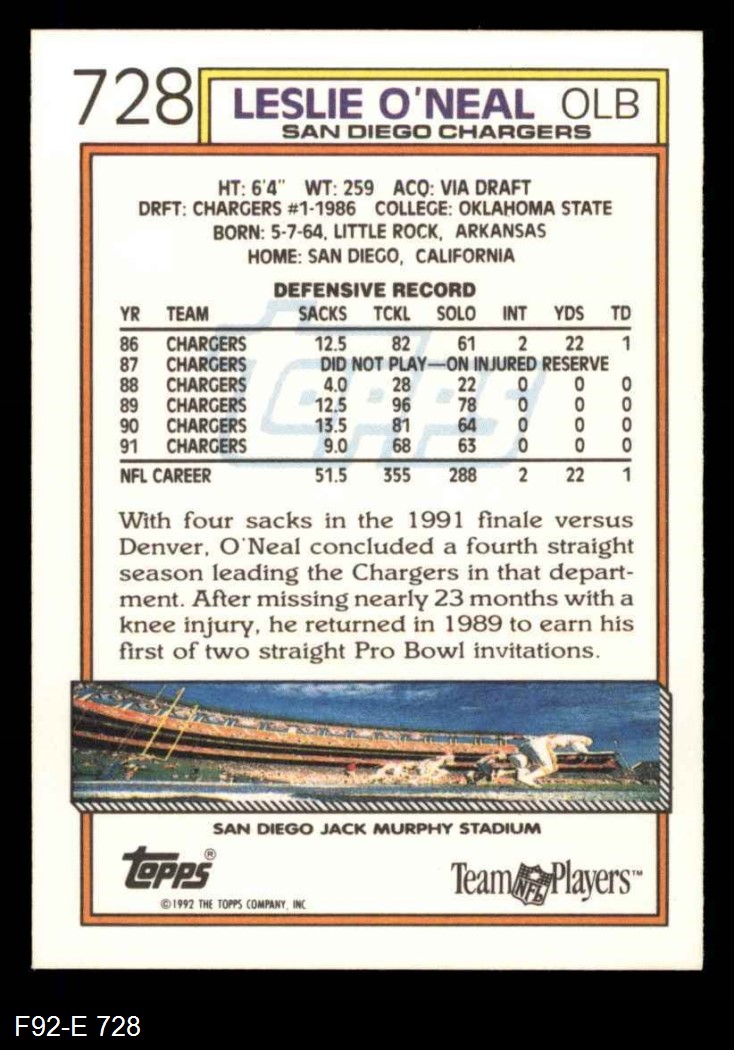 728 LESLIE O'NEAL OLB
SAN DIEGO CHARGERS
HT: 6'4" WT: 259 ACQ: VIA DRAFT
DRFT: CHARGERS #1-1986 COLLEGE: OKLAHOMA STATE
BORN: 5-7-64, LITTLE ROCK, ARKANSAS
HOME: SAN DIEGO, CALIFORNIA
DEFENSIVE RECORD
YR TEAM SACKS TCKL SOLO INT YDS TD
86 CHARGERS 12.5 82 61 2 22 1
87 CHARGERS DID NOT PLAY—ON INJURED RESERVE
88 CHARGERS 4.0 28 22 0 0 0
89 CHARGERS 12.5 96 78 0 0 0
90 CHARGERS 13.5 81 64 0 0 0
91 CHARGERS 9.0 68 63 0 0 0
NFL CAREER 51.5 355 288 2 22 1
TOPPS
With four sacks in the 1991 finale versus
Denver, O'Neal concluded a fourth straight
season leading the Chargers in that depart-
ment. After missing nearly 23 months with a
knee injury, he returned in 1989 to earn his
first of two straight Pro Bowl invitations.
SAN DIEGO JACK MURPHY STADIUM
TOPPS® Team NFL Players™
©1992 THE TOPPS COMPANY, INC
F92-E 728